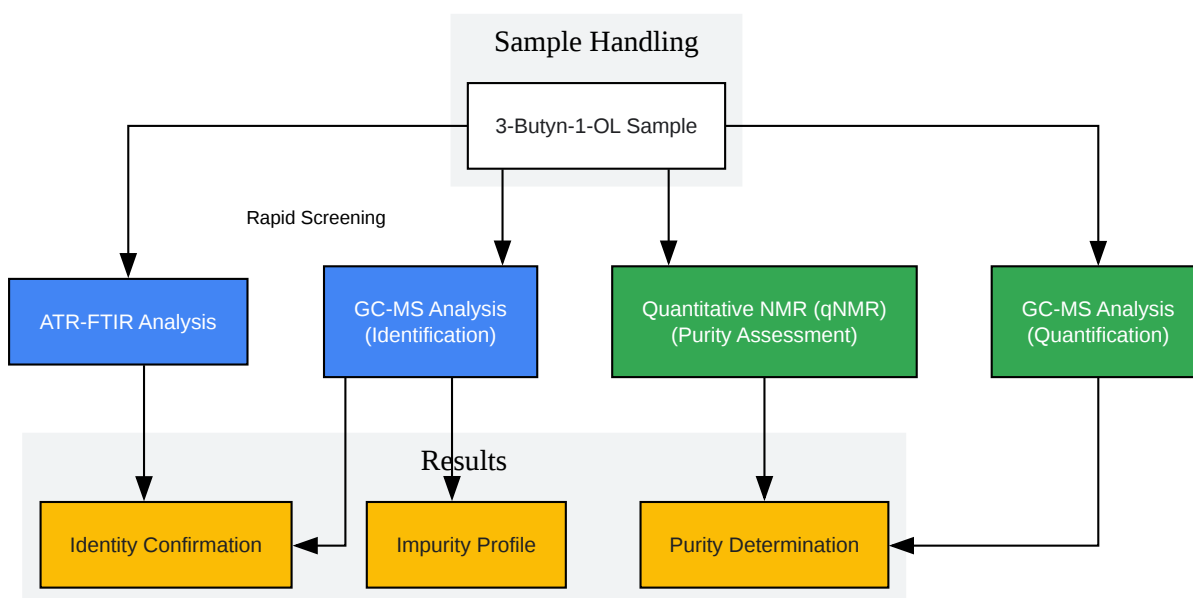 Sample Handling
3-Butyn-1-OL Sample
Rapid Screening
ATR-FTIR Analysis
GC-MS Analysis
(Identification)
Quantitative NMR (qNMR)
(Purity Assessment)
GC-MS Analysis
(Quantification)
Results
Identity Confirmation
Impurity Profile
Purity Determination